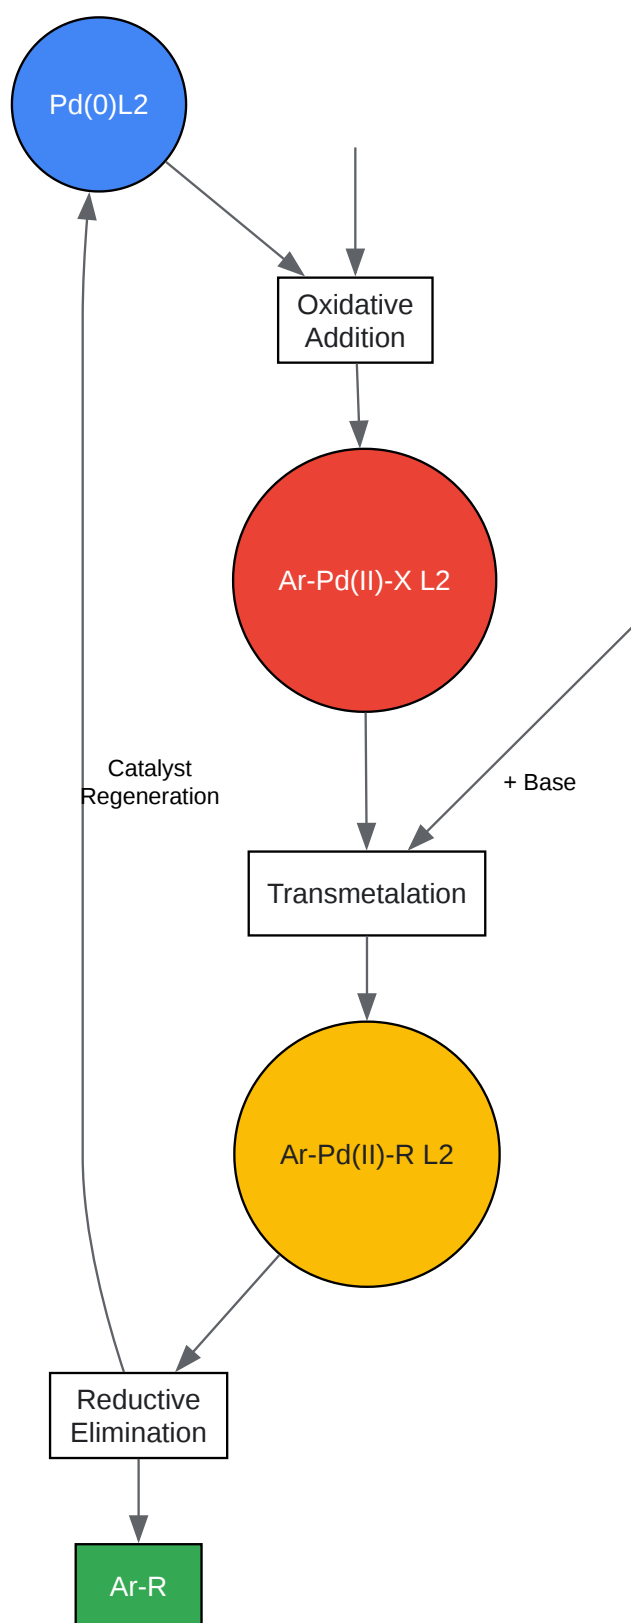 Pd(0)L2
Oxidative
Addition
Ar-Pd(II)-X L2
Catalyst
Regeneration
+ Base
Transmetalation
Ar-Pd(II)-R L2
Reductive
Elimination
Ar-R